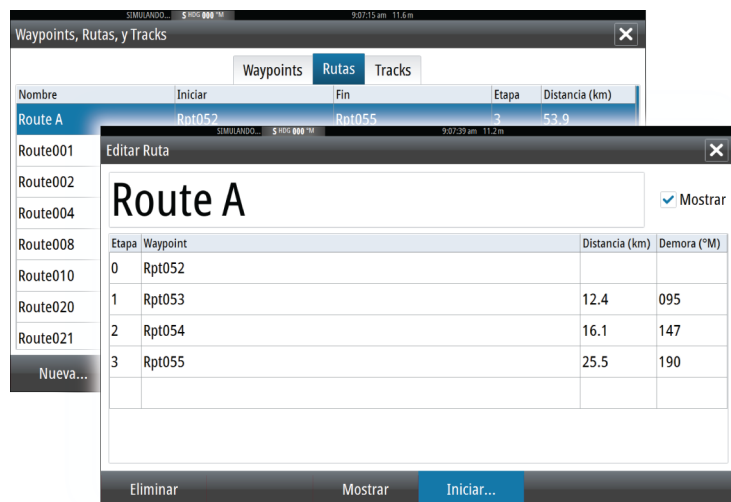 SIMULANDO... S HDG 000 °M 9:07:15 am 11.6 m
Waypoints, Rutas, y Tracks
Waypoints Rutas Tracks
Nombre Iniciar Fin Etapa Distancia (km)
Route A Rpt052 Rpt055 3 53.9
Route001
Route002
Route004
Route008
Route010
Route020
Route021
Nueva...
SIMULANDO... S HDG 000 °M 9:07:39 am 11.2 m
Editar Ruta
Route A
Mostrar
Etapa Waypoint Distancia (km) Demora (°M)
0 Rpt052
1 Rpt053 12.4 095
2 Rpt054 16.1 147
3 Rpt055 25.5 190
Eliminar Mostrar Iniciar...